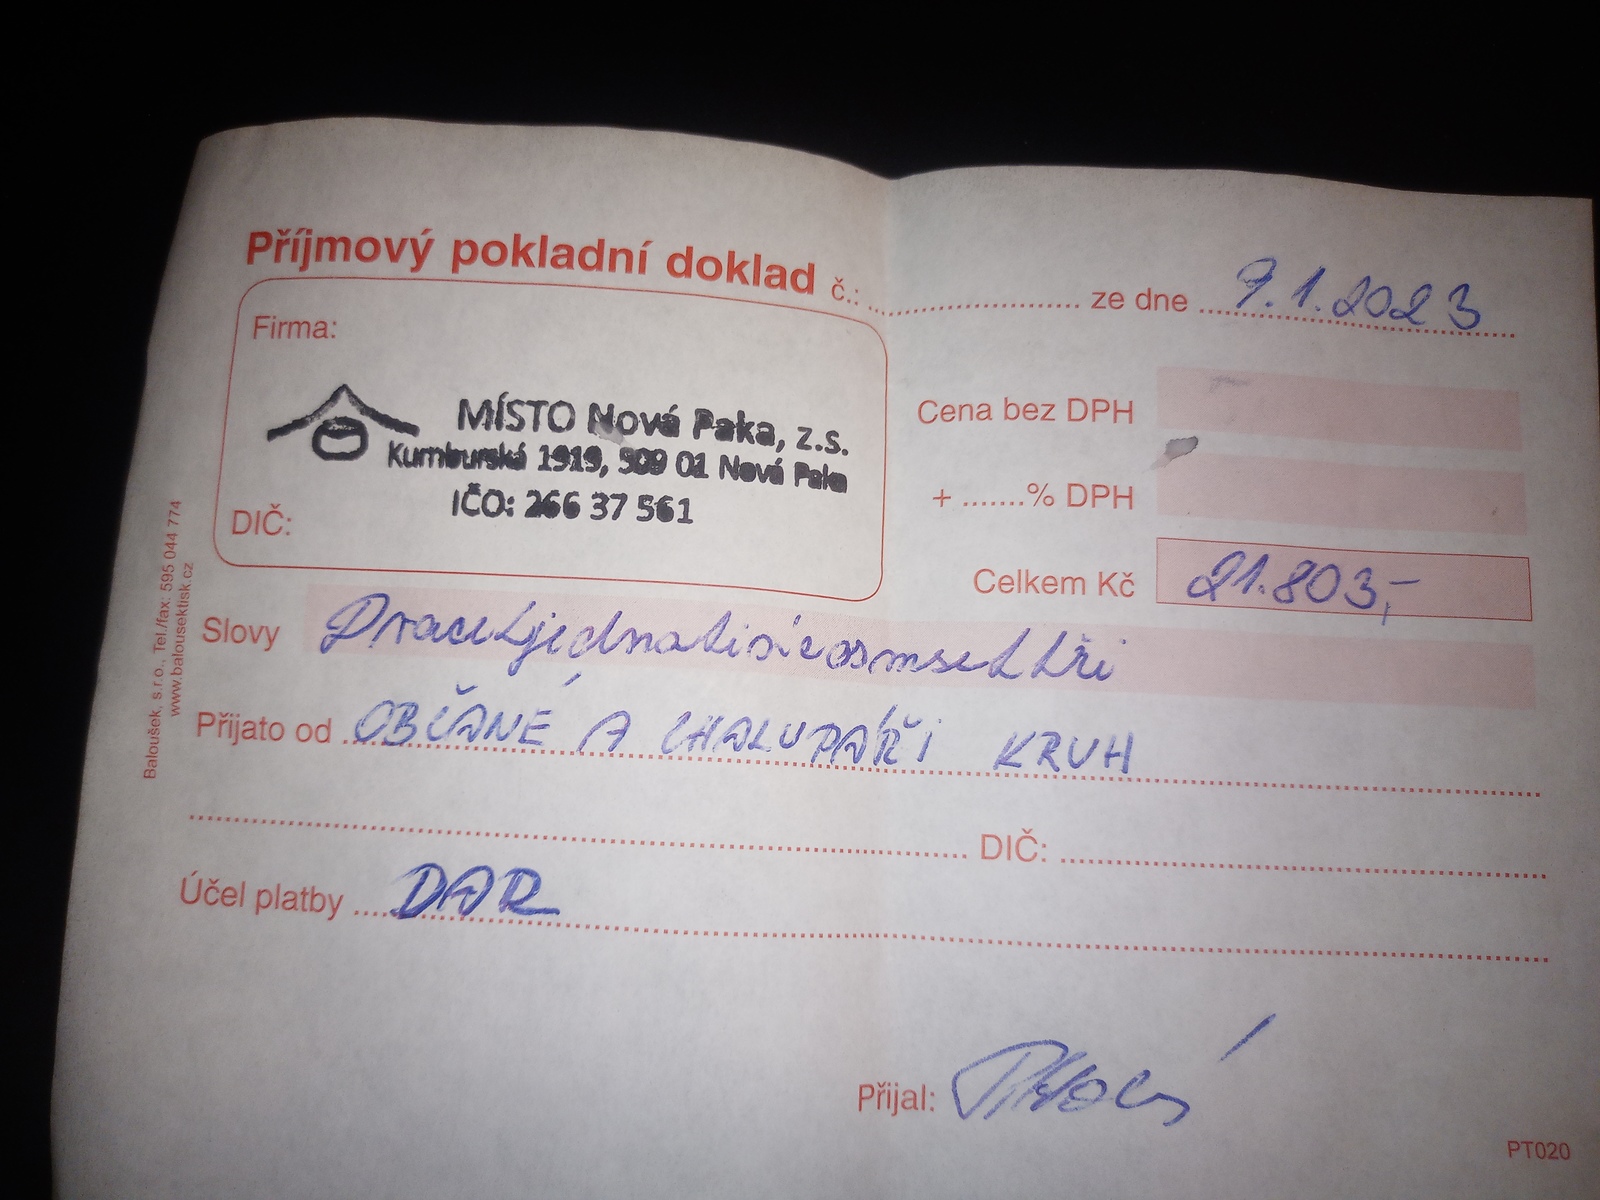 Příjmový pokladní doklad č.: ze dne 9.1.2023
Firma:
MÍSTO Nová Paka, z.s.
Kumburská 1919, 509 01 Nová Paka
IČO: 266 37 561
DIČ:
Cena bez DPH
+ .......% DPH
Celkem Kč 21.803,-
Slovy Dvacetjednatisícosmsettři
Přijato od OBČANÉ A CHALUPÁŘI KRUH
DIČ:
Účel platby DAR
Přijal:
PT020
Baloušek, s.r.o., Tel./fax: 595 044 774
www.balousektisk.cz